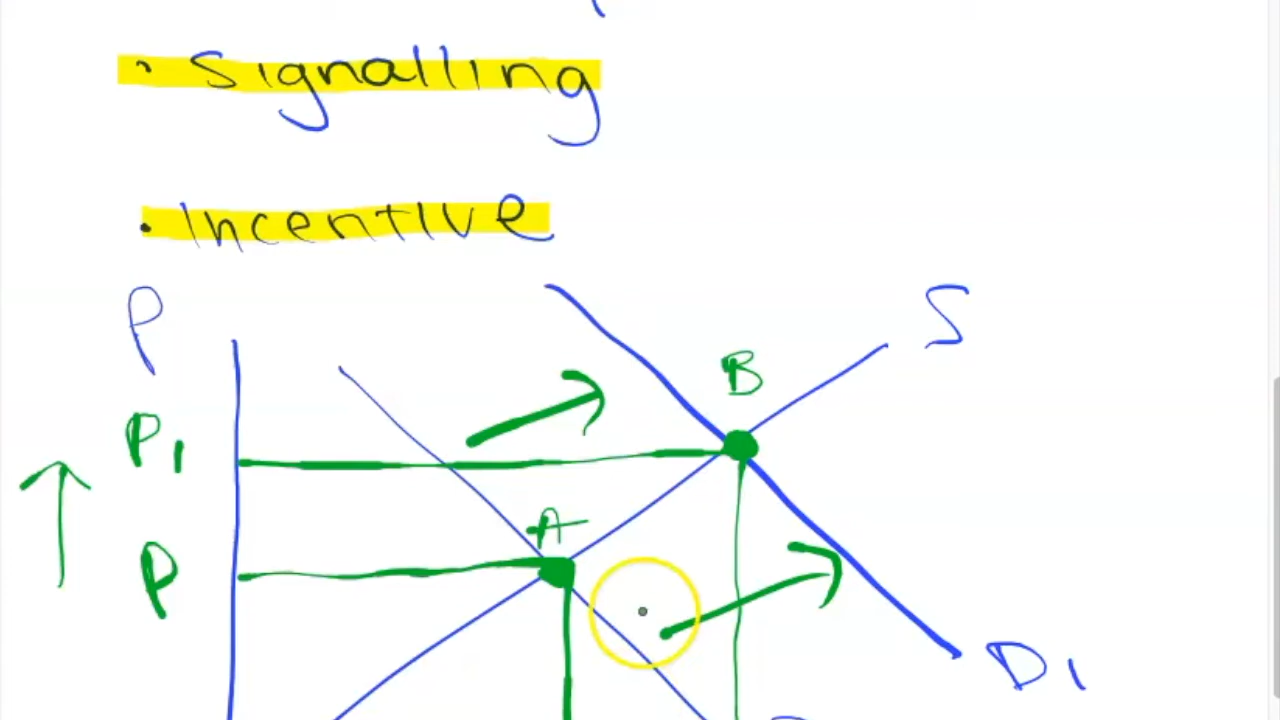 · Signalling
· Incentive
P
S
B
P1
A
P
D1